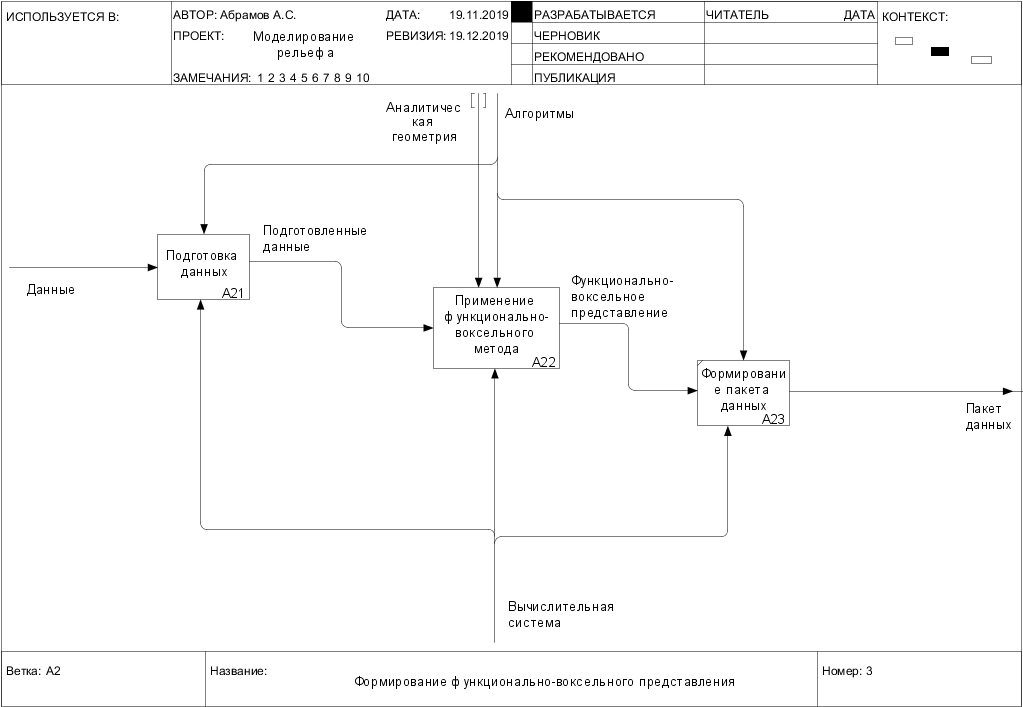 ИСПОЛЬЗУЕТСЯ В:
АВТОР: Абрамов А.С.
ДАТА: 19.11.2019
РАЗРАБАТЫВАЕТСЯ
ЧИТАТЕЛЬ
ДАТА
КОНТЕКСТ:
ПРОЕКТ: Моделирование
рельефа
РЕВИЗИЯ: 19.12.2019
ЧЕРНОВИК
РЕКОМЕНДОВАНО
ЗАМЕЧАНИЯ: 1 2 3 4 5 6 7 8 9 10
ПУБЛИКАЦИЯ
Аналитичес
кая
геометрия
Алгоритмы
Данные
Подготовка
данных
A21
Подготовленные
данные
Применение
функционально-
воксельного
метода
A22
Функционально-
воксельное
представление
Формировани
е пакета
данных
A23
Пакет
данных
Вычислительная
система
Ветка: A2
Название:
Формирование функционально-воксельного представления
Номер: 3